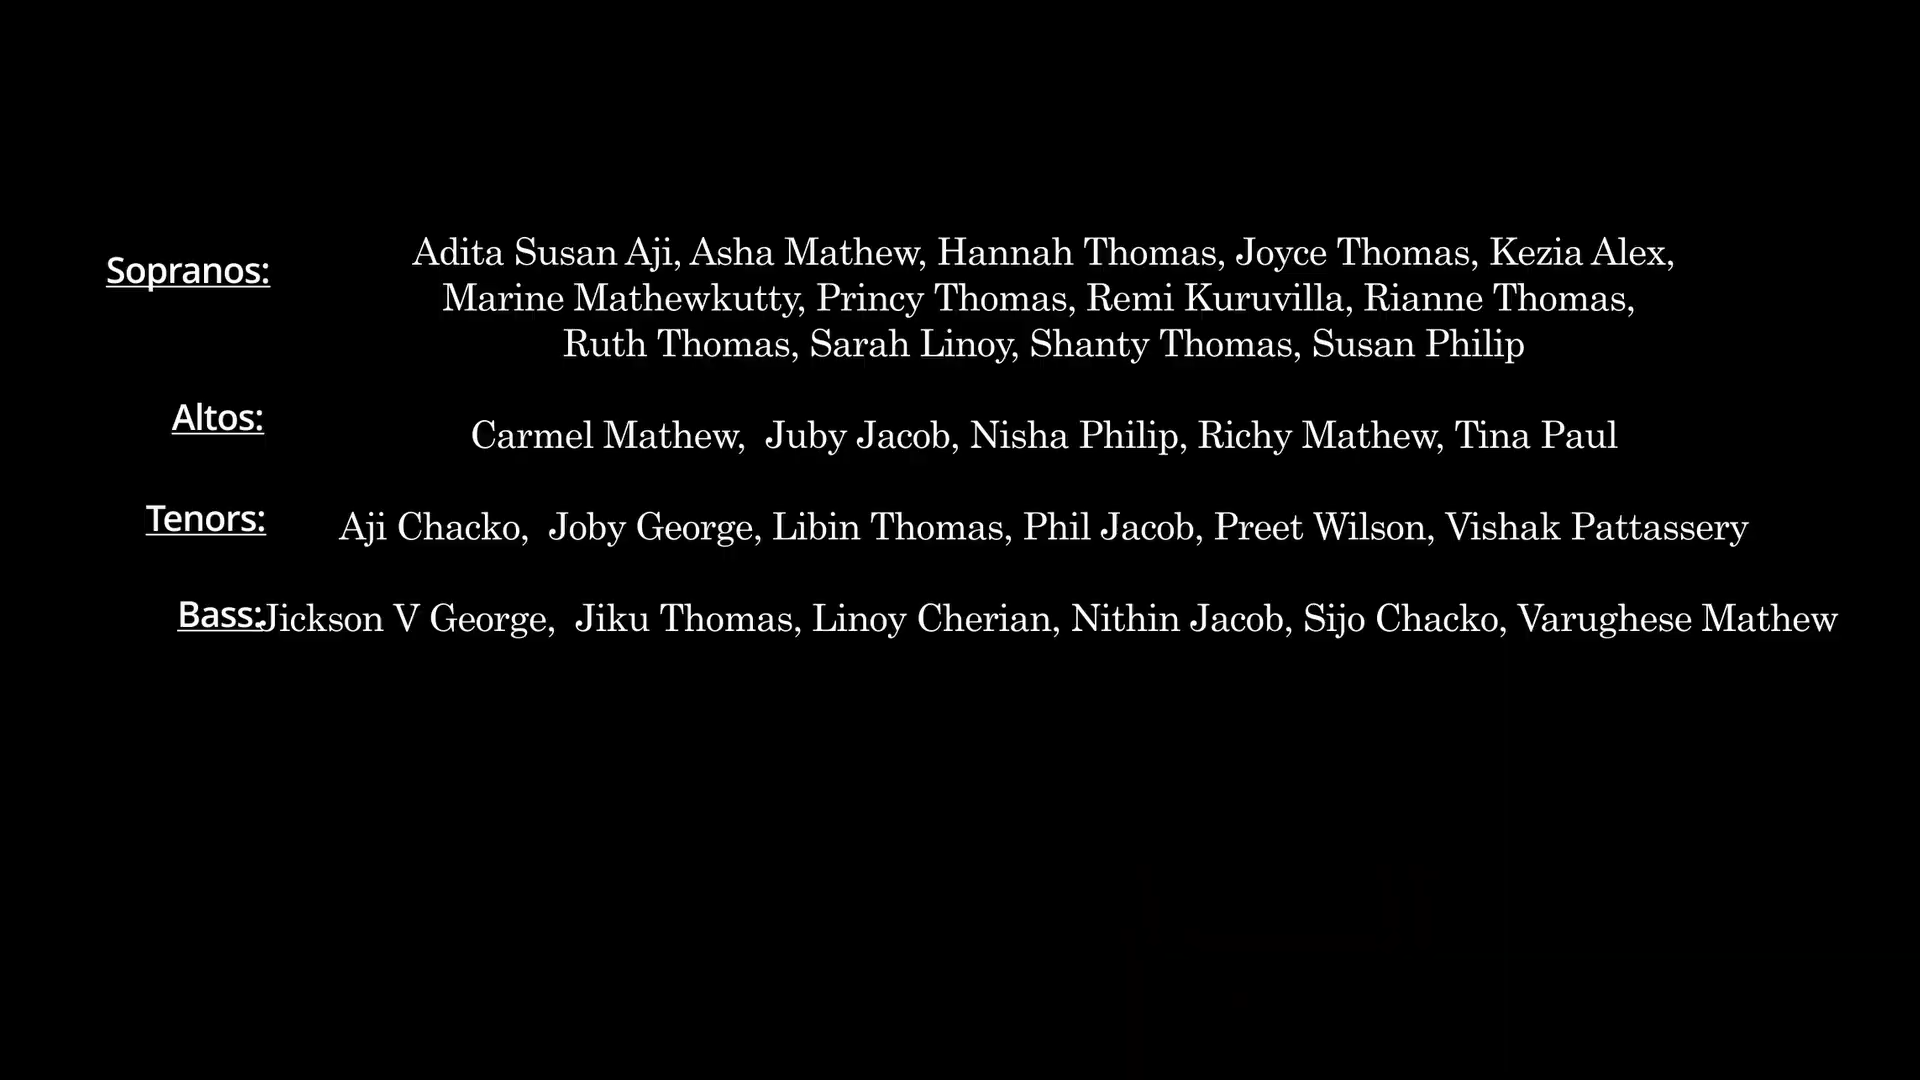 Sopranos: Adita Susan Aji, Asha Mathew, Hannah Thomas, Joyce Thomas, Kezia Alex,
Marine Mathewkutty, Princy Thomas, Remi Kuruvilla, Rianne Thomas,
Ruth Thomas, Sarah Linoy, Shanty Thomas, Susan Philip
Altos: Carmel Mathew, Juby Jacob, Nisha Philip, Richy Mathew, Tina Paul
Tenors: Aji Chacko, Joby George, Libin Thomas, Phil Jacob, Preet Wilson, Vishak Pattassery
Bass: Jickson V George, Jiku Thomas, Linoy Cherian, Nithin Jacob, Sijo Chacko, Varughese Mathew